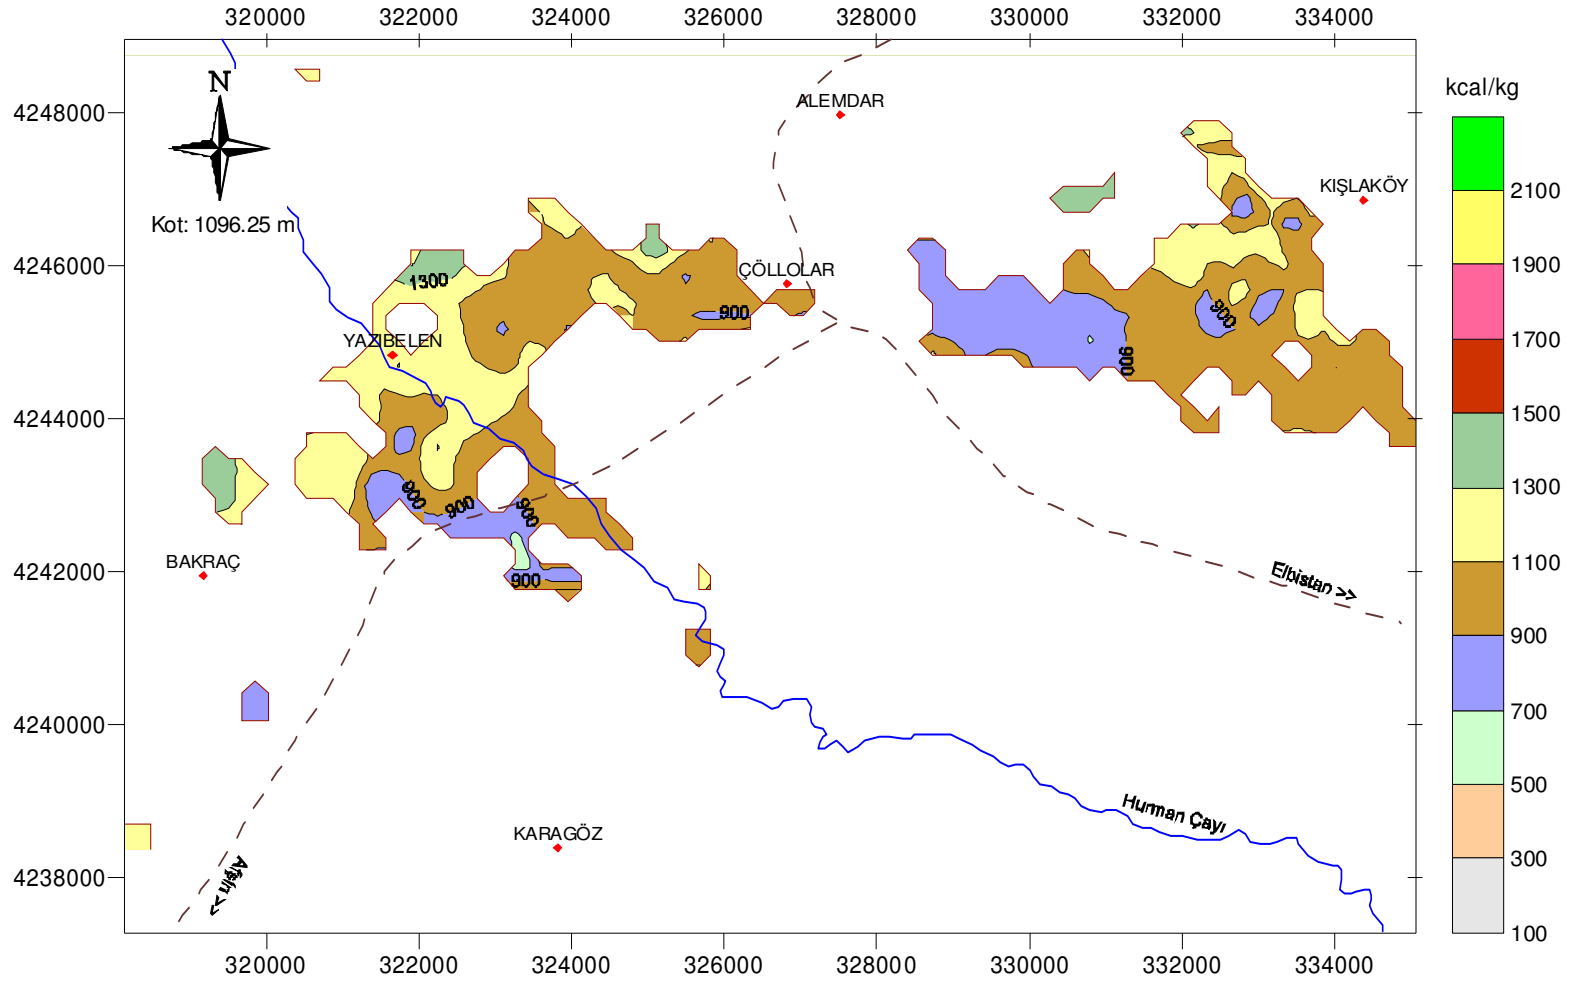 320000 322000 324000 326000 328000 330000 332000 334000
kcal/kg
N
4248000
ALEMDAR
2100
KIŞLAKÖY
Kot: 1096.25 m
4246000
1300
ÇÖLLOLAR
1900
900
900
YAZIBELEN
900
1700
4244000
1500
900
900
900
1300
BAKRAÇ
4242000
900
Elbistan >>
1100
900
4240000
700
Hurman Çayı
500
KARAGÖZ
300
4238000
Afşin >>
100
320000 322000 324000 326000 328000 330000 332000 334000